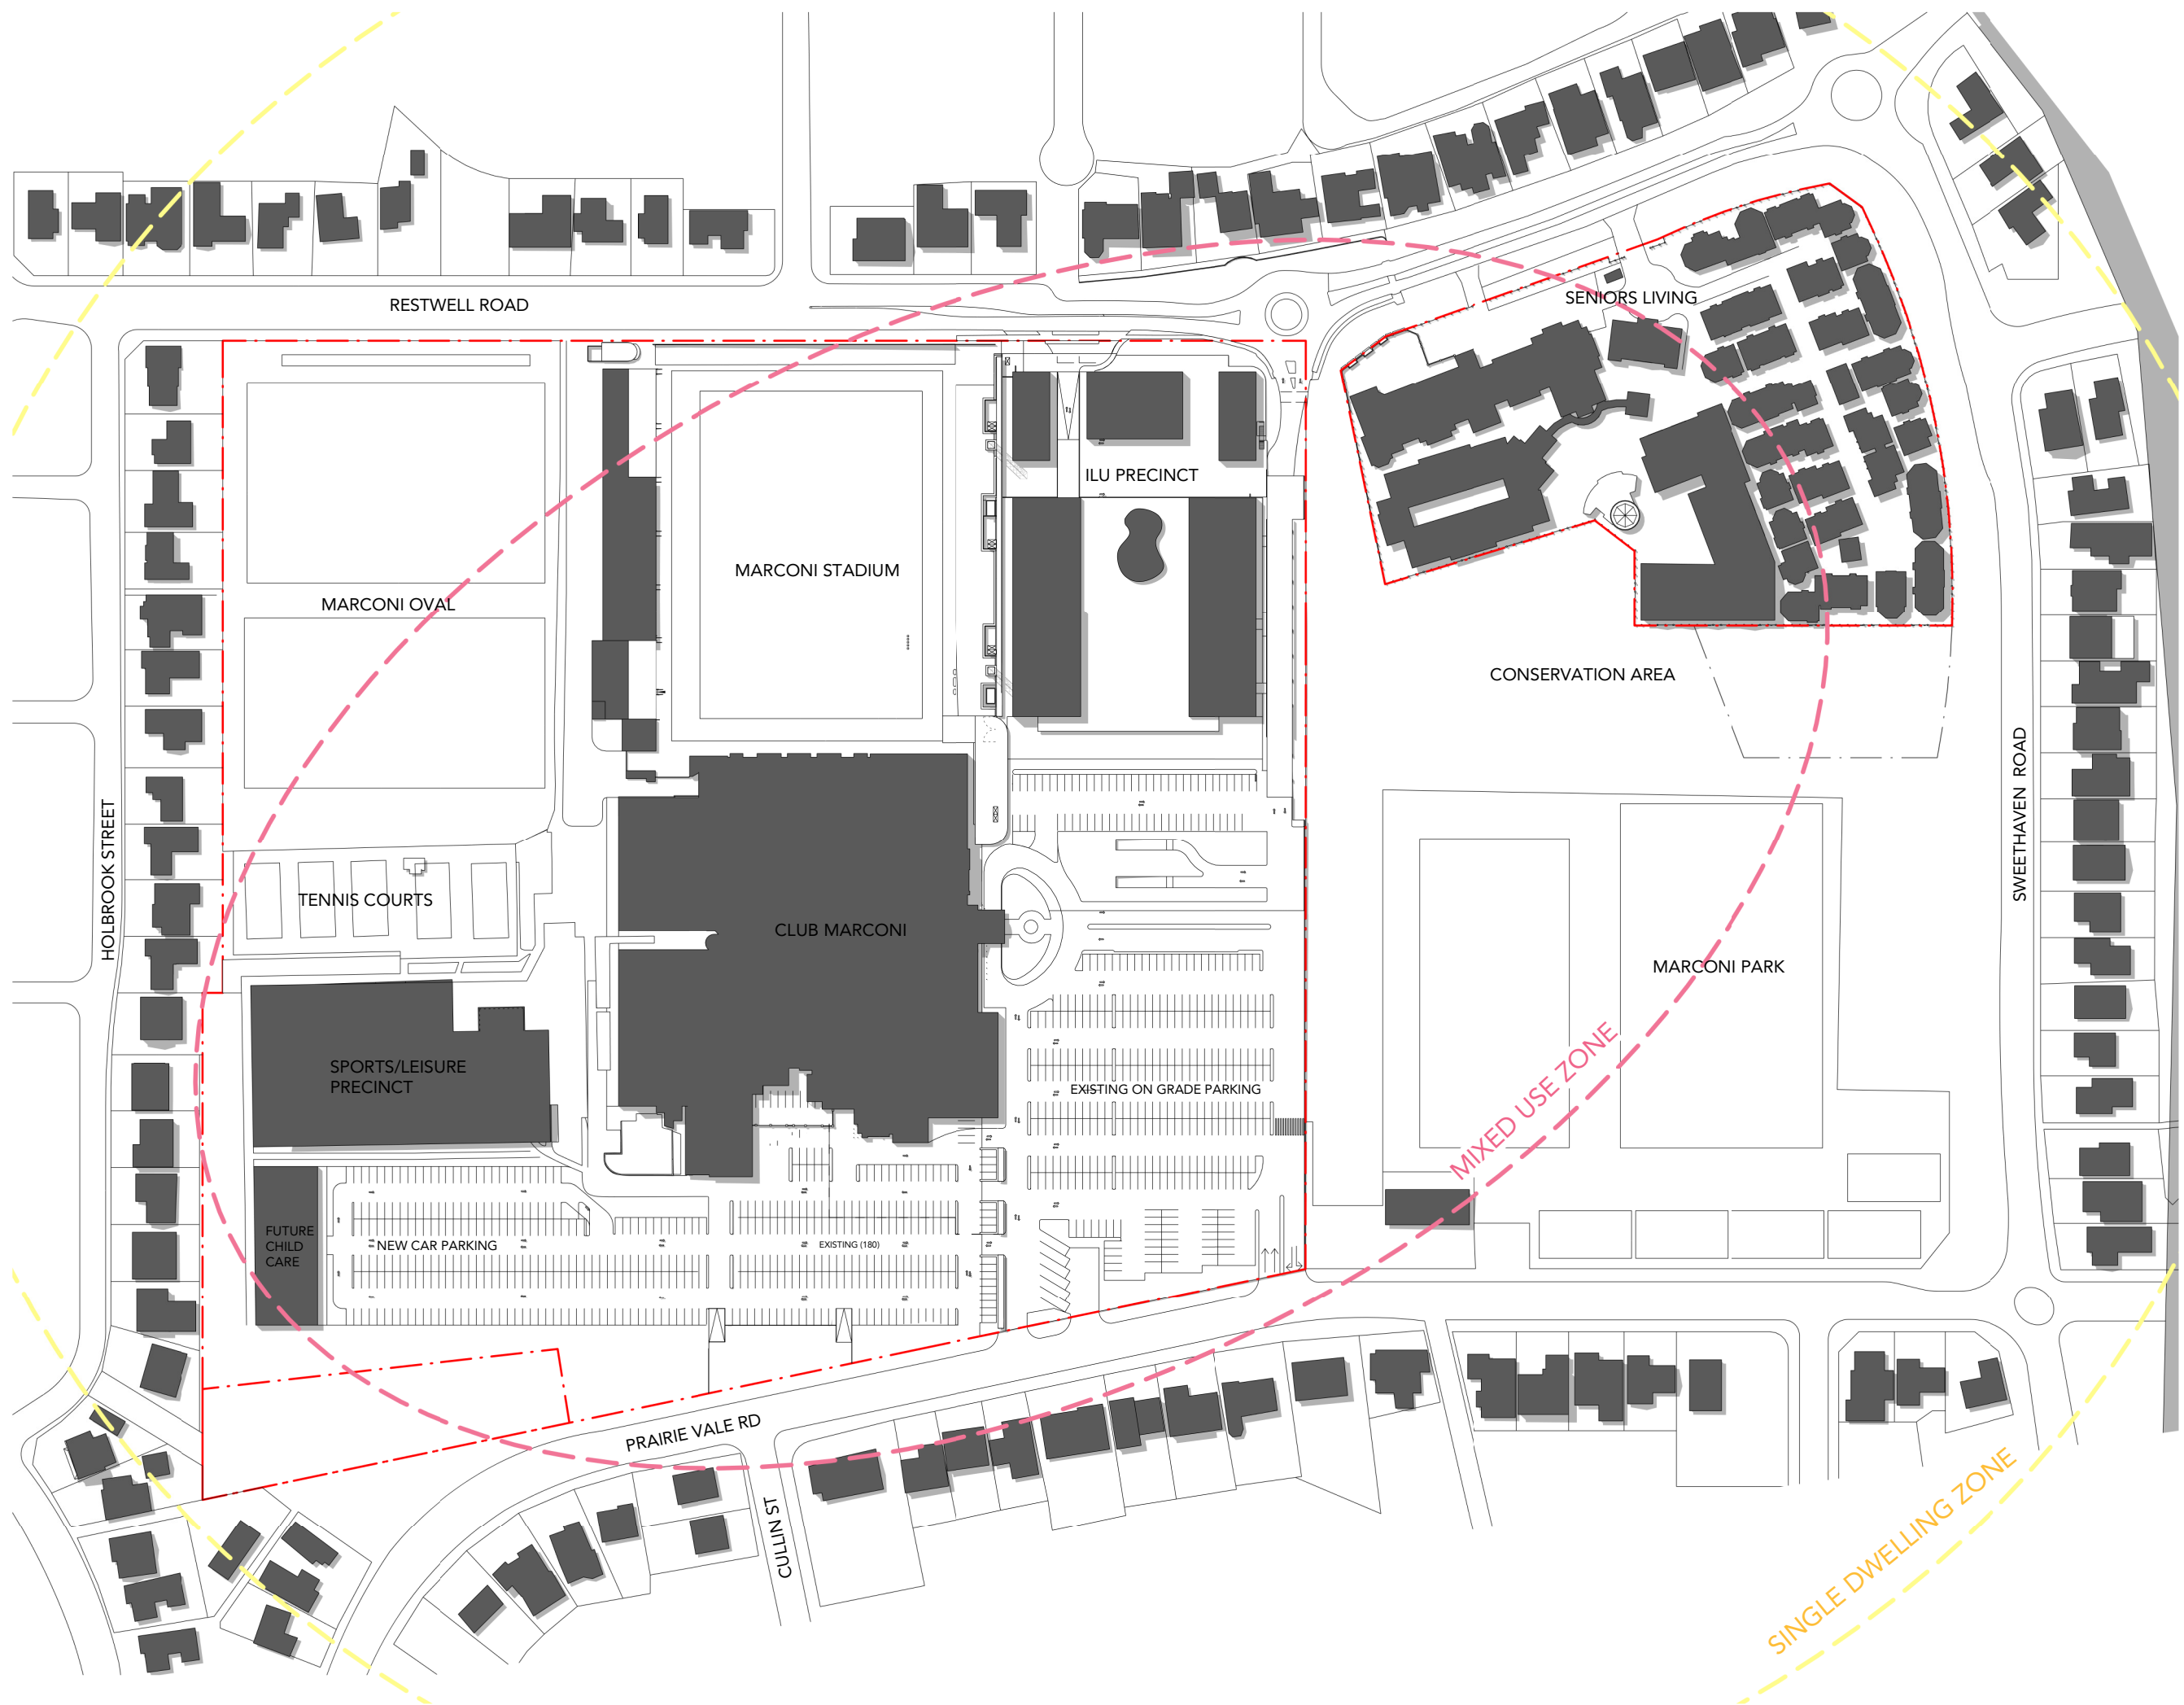 RESTWELL ROAD
SENIORS LIVING
ILU PRECINCT
MARCONI STADIUM
MARCONI OVAL
CONSERVATION AREA
SWEETHAVEN ROAD
HOLBROOK STREET
TENNIS COURTS
CLUB MARCONI
MARCONI PARK
SPORTS/LEISURE
PRECINCT
EXISTING ON GRADE PARKING
MIXED USE ZONE
FUTURE
CHILD
CARE
NEW CAR PARKING
EXISTING (180)
PRAIRIE VALE RD
CULLIN ST
SINGLE DWELLING ZONE